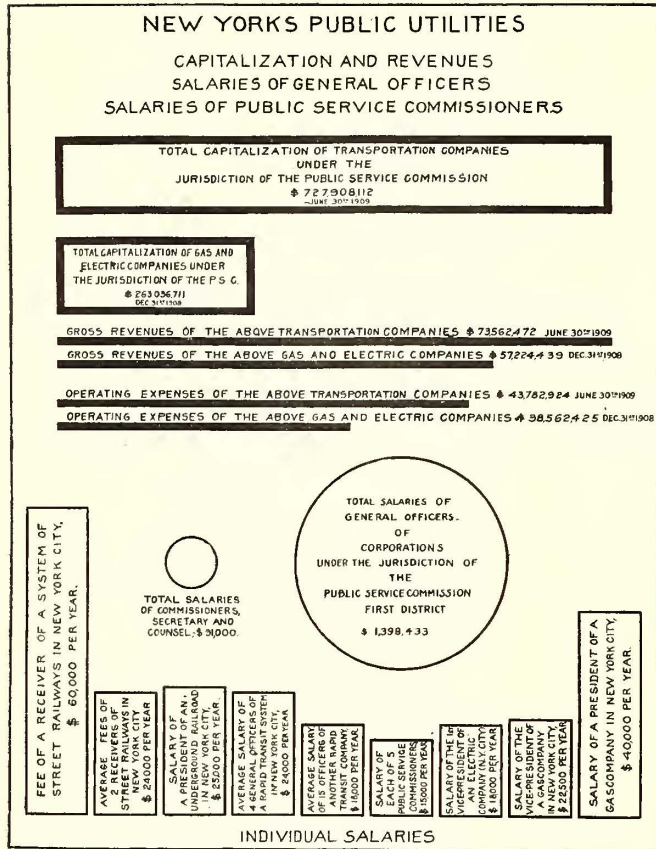 NEW YORKS PUBLIC UTILITIES
CAPITALIZATION AND REVENUES
SALARIES OF GENERAL OFFICERS
SALARIES OF PUBLIC SERVICE COMMISSIONERS
TOTAL CAPITALIZATION OF TRANSPORTATION COMPANIES
UNDER THE
JURISDICTION OF THE PUBLIC SERVICE COMMISSION
$ 727,908,112
JUNE 30TH 1909
TOTAL CAPITALIZATION OF GAS AND
ELECTRIC COMPANIES UNDER
THE JURISDICTION OF THE P S C.
$ 263 036,711
DEC 31ST 1908
GROSS REVENUES OF THE ABOVE TRANSPORTATION COMPANIES $ 73562,472 JUNE 30TH 1909
GROSS REVENUES OF THE ABOVE GAS AND ELECTRIC COMPANIES $ 57,224,439 DEC. 31ST 1908
OPERATING EXPENSES OF THE ABOVE TRANSPORTATION COMPANIES $ 43,782,924 JUNE 30TH 1909
OPERATING EXPENSES OF THE ABOVE GAS AND ELECTRIC COMPANIES $ 38,562,425 DEC. 31ST 1908
TOTAL SALARIES OF
GENERAL OFFICERS.
OF
CORPORATIONS
UNDER THE JURISDICTION OF
THE
PUBLIC SERVICE COMMISSION
FIRST DISTRICT
$ 1,398,433
TOTAL SALARIES
OF COMMISSIONERS,
SECRETARY AND
COUNSEL, $ 91,000.
FEE OF A RECEIVER OF A SYSTEM OF
STREET RAILWAYS IN NEW YORK CITY,
$ 60,000 PER YEAR.
AVERAGE FEES OF
2 RECEIVERS OF
STREET RAILWAYS IN
NEW YORK CITY
$ 24000 PER YEAR
SALARY OF
A PRESIDENT OF AN
UNDERGROUND RAILROAD
IN NEW YORK CITY,
$ 25000 PER YEAR.
AVERAGE SALARY OF
4 GENERAL OFFICERS OF
A RAPID TRANSIT SYSTEM
IN NEW YORK CITY,
$ 24000 PER YEAR
AVERAGE SALARY
OF 15 OFFICERS OF
ANOTHER RAPID
TRANSIT COMPANY,
PER YEAR
SALARY OF
EACH OF 5
PUBLIC SERVICE
COMMISSIONERS
$ 15000 PER YEAR
SALARY OF THE 1ST
VICE-PRESIDENT OF
AN ELECTRIC
COMPANY (N.Y. CITY)
$ 18000 PER YEAR
SALARY OF THE
VICE-PRESIDENT OF
A GASCOMPANY
IN NEW YORK CITY,
$ 22,500 PER YEAR
SALARY OF A PRESIDENT OF A
GASCOMPANY IN NEW YORK CITY,
$ 40,000 PER YEAR.
INDIVIDUAL SALARIES